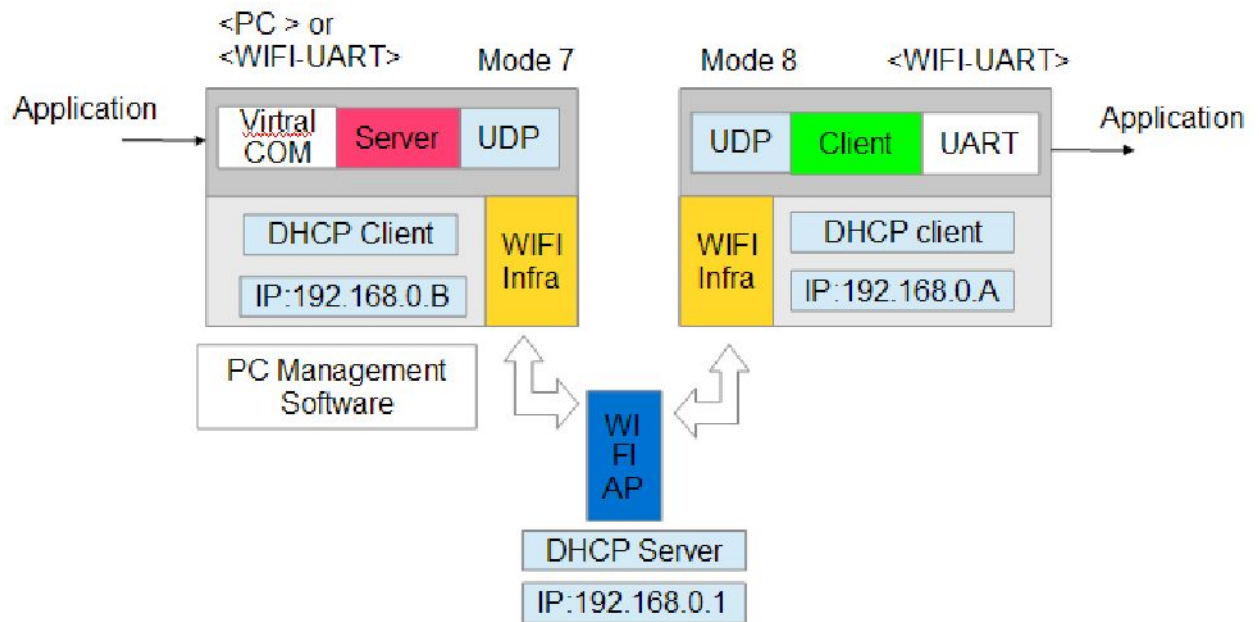 <PC > or
<WIFI-UART>
Mode 7
Mode 8
<WIFI-UART>
Application
Virtral
COM
Server
UDP
UDP
Client
UART
Application
DHCP Client
IP:192.168.0.B
WIFI
Infra
WIFI
Infra
DHCP client
IP:192.168.0.A
PC Management
Software
WI
FI
AP
DHCP Server
IP:192.168.0.1